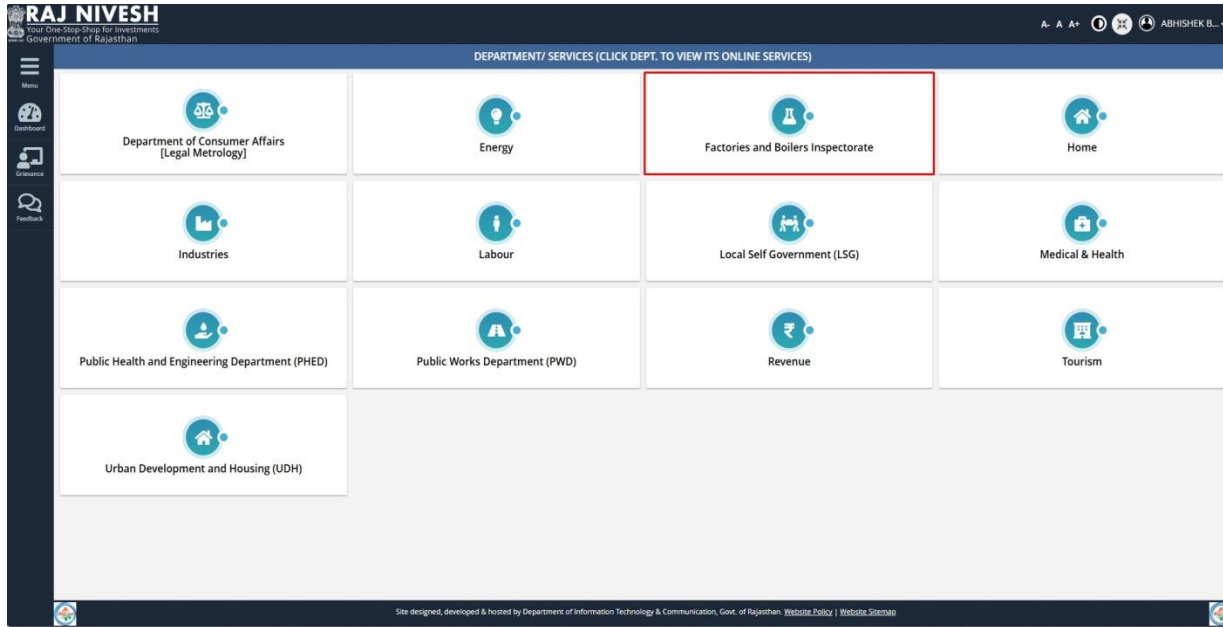 RAJ NIVESH
Your One-Stop-Shop for Investments
Government of Rajasthan
A- A A+
ABHISHEK B...
Menu
Dashboard
Grievance
Feedback
DEPARTMENT/ SERVICES (CLICK DEPT. TO VIEW ITS ONLINE SERVICES)
Department of Consumer Affairs
[Legal Metrology]
Energy
Factories and Boilers Inspectorate
Home
Industries
Labour
Local Self Government (LSG)
Medical & Health
Public Health and Engineering Department (PHED)
Public Works Department (PWD)
Revenue
Tourism
Urban Development and Housing (UDH)
Site designed, developed & hosted by Department of Information Technology & Communication, Govt. of Rajasthan. Website Policy | Website Sitemap